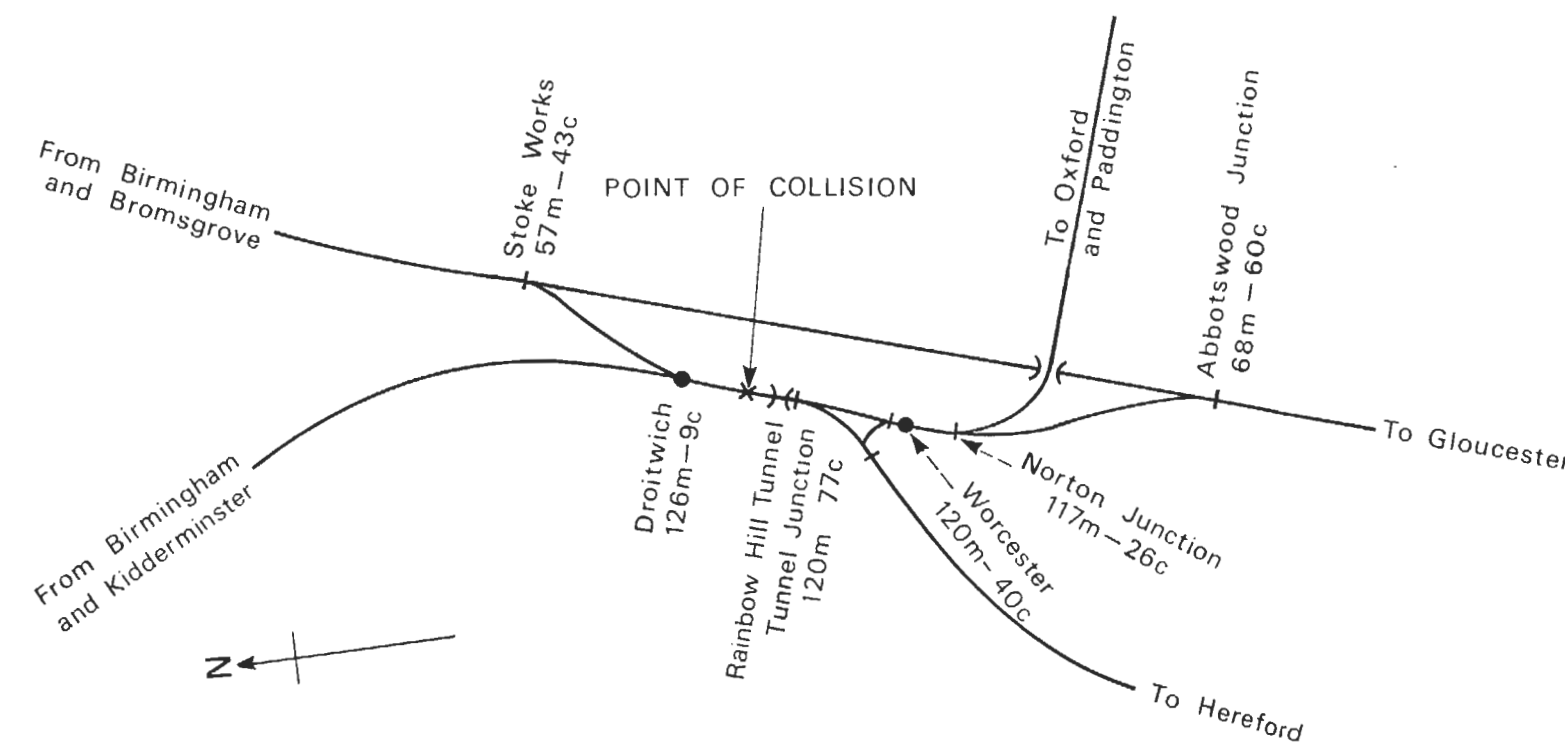 From Birmingham
and Bromsgrove
Stoke Works
57m—43c
POINT OF COLLISION
To Oxford
and Paddington
Abbotswood Junction
68m—60c
To Gloucester
From Birmingham
and Kidderminster
Droitwich
126m—9c
Rainbow Hill Tunnel
Tunnel Junction
120m 77c
Worcester
120m—40c
Norton Junction
117m—26c
To Hereford
N